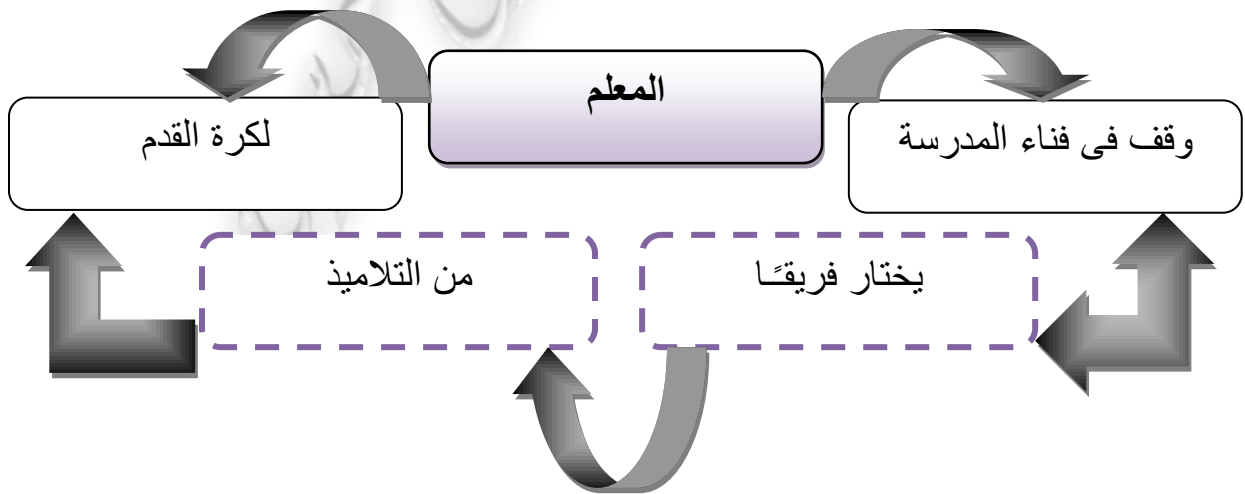 المعلم
وقف فى فناء المدرسة
لكرة القدم
يختار فريقـًا
من التلاميذ